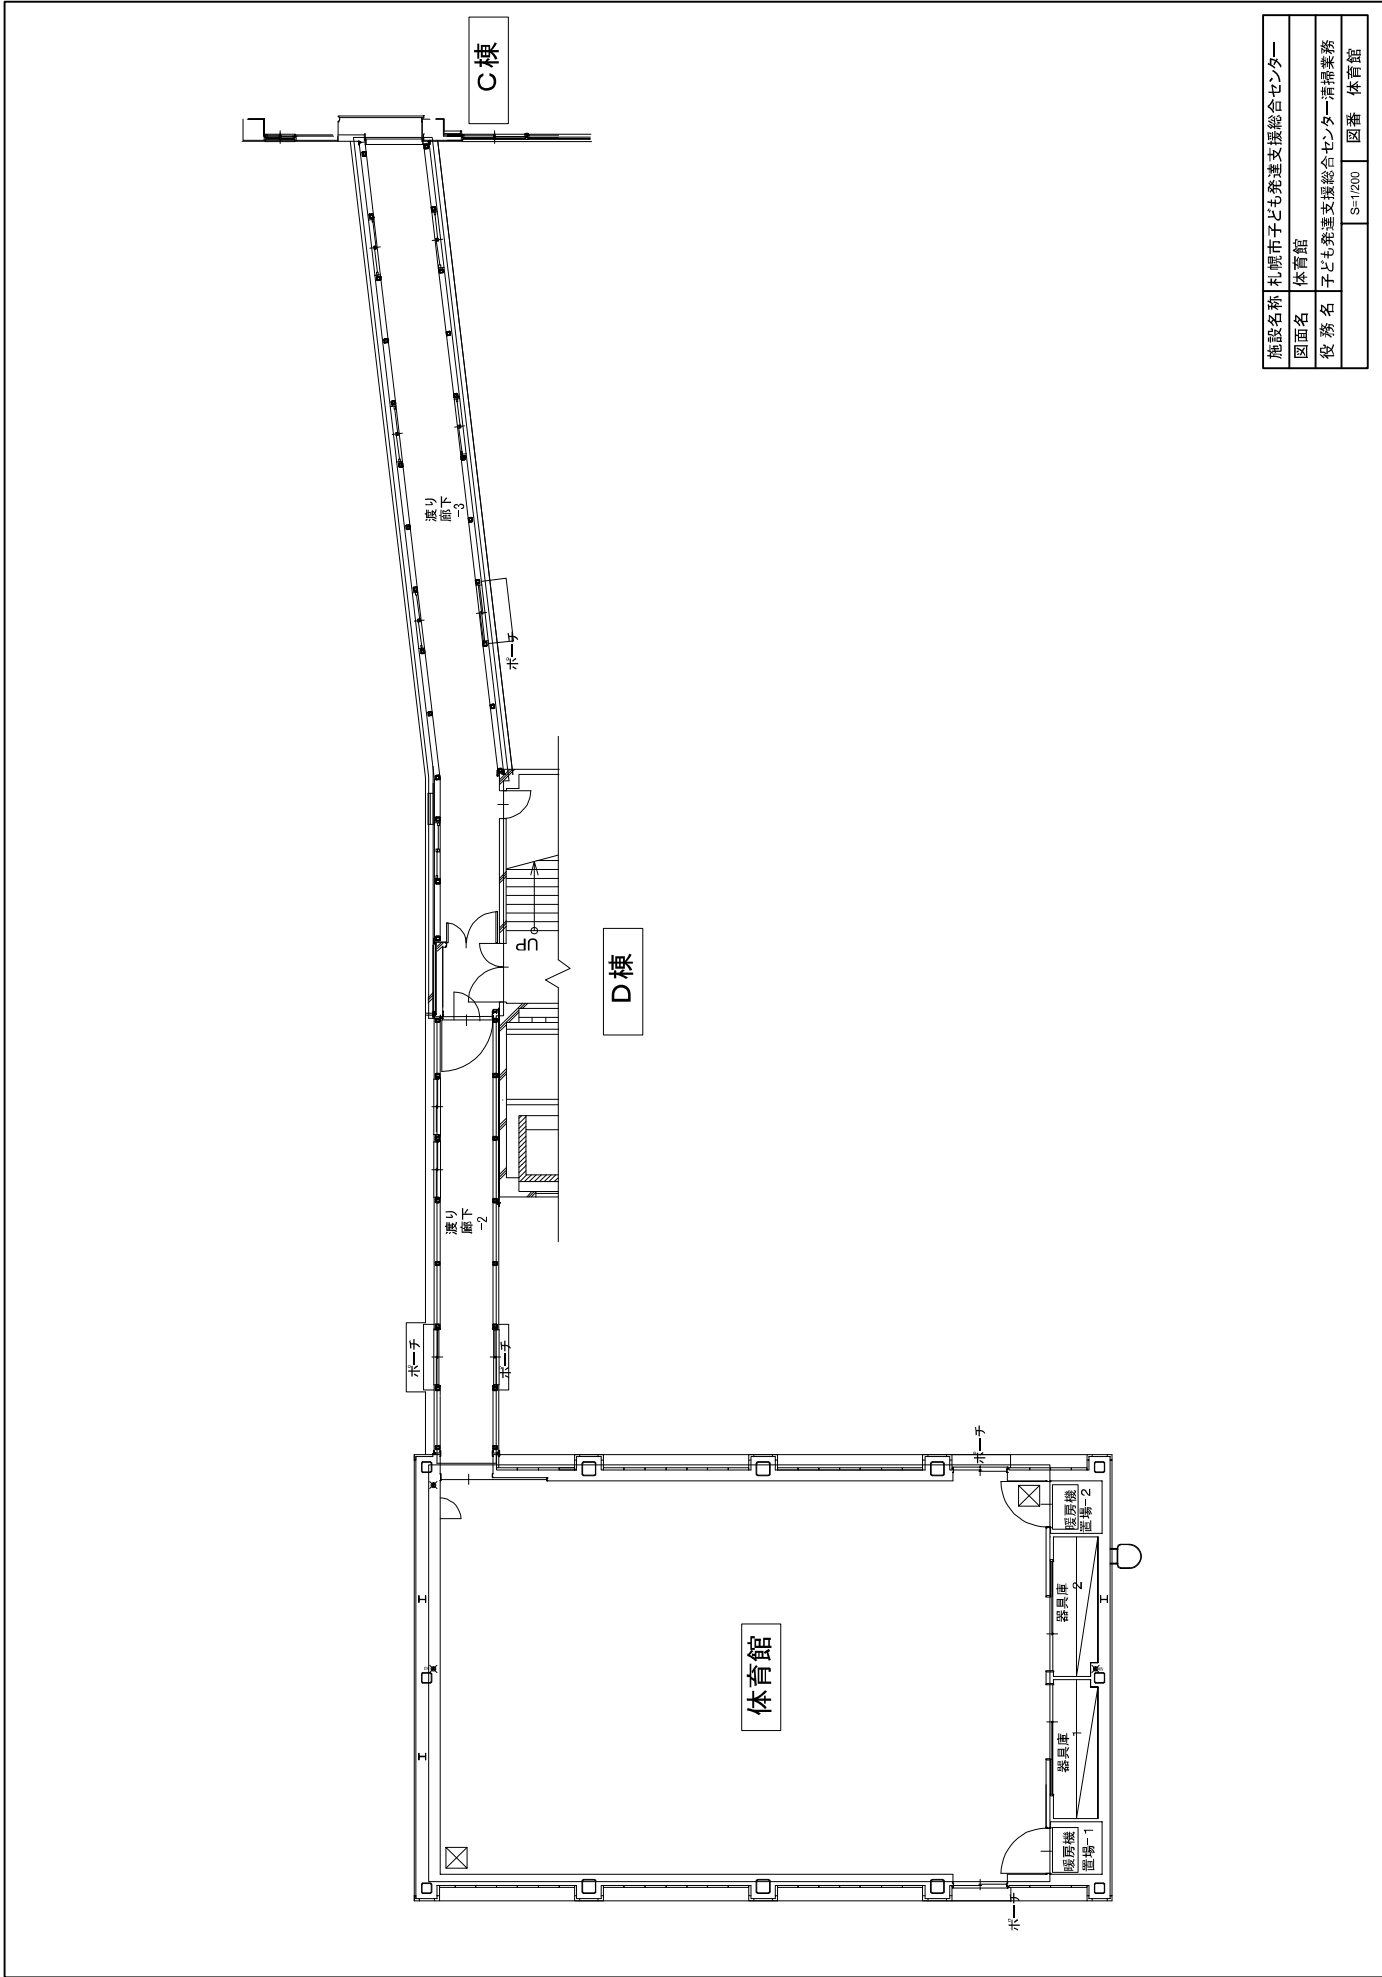 C棟
渡り
廊下
-3
ポーチ
up
D棟
渡り
廊下
-2
ポーチ
ポーチ
ポーチ
暖房機
置場-2
器具庫
2
体育館
器具庫
1
暖房機
置場-1
ポーチ
施設名称 札幌市子ども発達支援総合センター
図面名 体育館
役務名 子ども発達支援総合センター清掃業務
S=1/200 図番 体育館